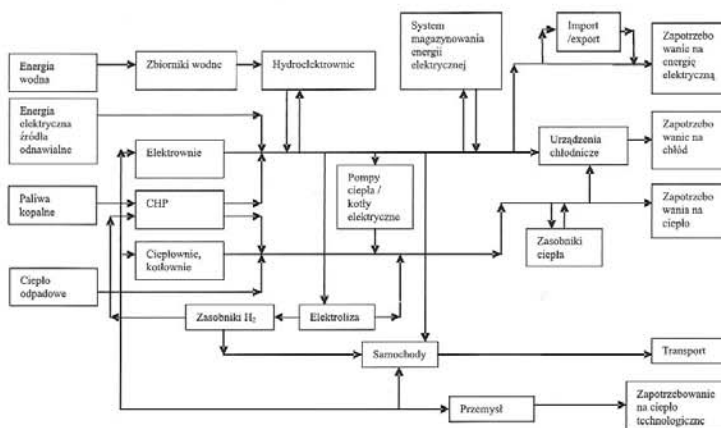 Energia
wodna
Zbiorniki wodne
Hydroelektrownie
System
magazynowania
energii
elektrycznej
Import
/export
Zapotrzebo
wanie na
energię
elektryczną
Energia
elektryczna
źródła
odnawialne
Elektrownie
Urządzenia
chłodnicze
Zapotrzebo
wanie na
chłód
Paliwa
kopalne
CHP
Pompy
ciepła /
kotły
elektryczne
Zapotrzebo
wania na
ciepło
Ciepłownie,
kotłownie
Zasobniki
ciepła
Ciepło
odpadowe
Zasobniki H₂
Elektroliza
Samochody
Transport
Przemysł
Zapotrzebowanie
na ciepło
technologiczne